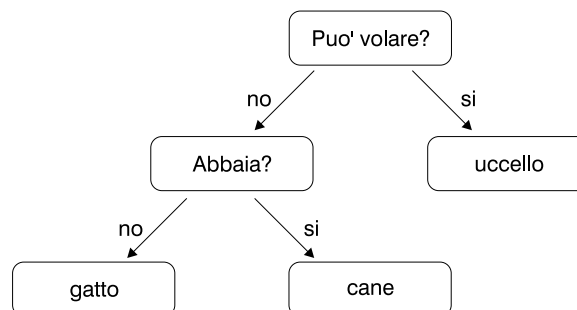 Puo' volare?
no
si
Abbaia?
uccello
no
si
gatto
cane